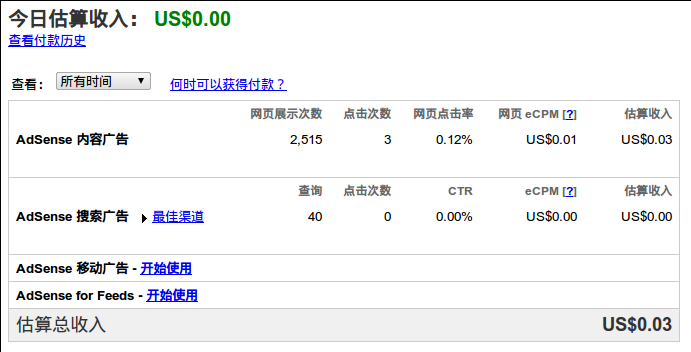 今日估算收入： US$0.00
查看付款历史
查看： 所有时间 何时可以获得付款？
网页展示次数 点击次数 网页点击率 网页 eCPM [?] 估算收入
AdSense 内容广告 2,515 3 0.12% US$0.01 US$0.03
查询 点击次数 CTR eCPM [?] 估算收入
AdSense 搜索广告 最佳渠道 40 0 0.00% US$0.00 US$0.00
AdSense 移动广告 - 开始使用
AdSense for Feeds - 开始使用
估算总收入 US$0.03